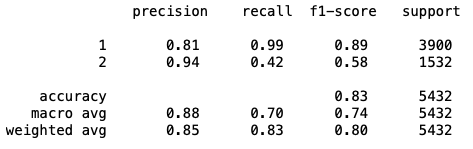 precision recall f1-score support
1 0.81 0.99 0.89 3900
2 0.94 0.42 0.58 1532
accuracy 0.83 5432
macro avg 0.88 0.70 0.74 5432
weighted avg 0.85 0.83 0.80 5432